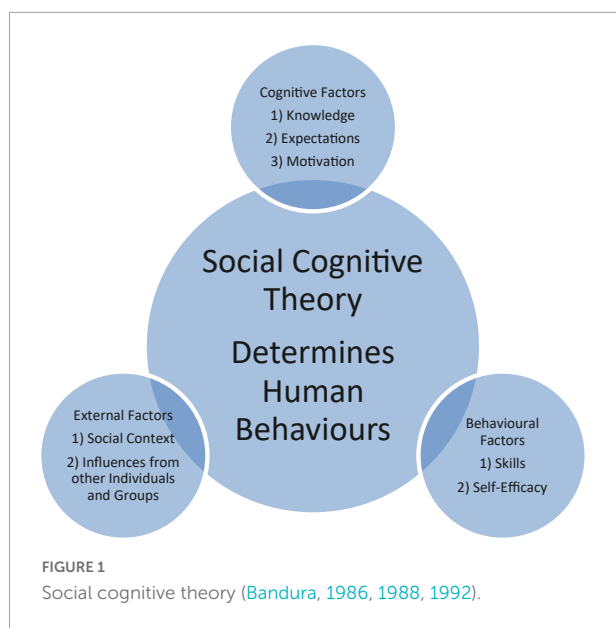 Cognitive Factors
1) Knowledge
2) Expectations
3) Motivation
Social Cognitive
Theory
Determines
Human
Behaviours
External Factors
1) Social Context
2) Influences from
other Individuals
and Groups
Behavioural
Factors
1) Skills
2) Self-Efficacy
FIGURE 1
Social cognitive theory (Bandura, 1986, 1988, 1992).